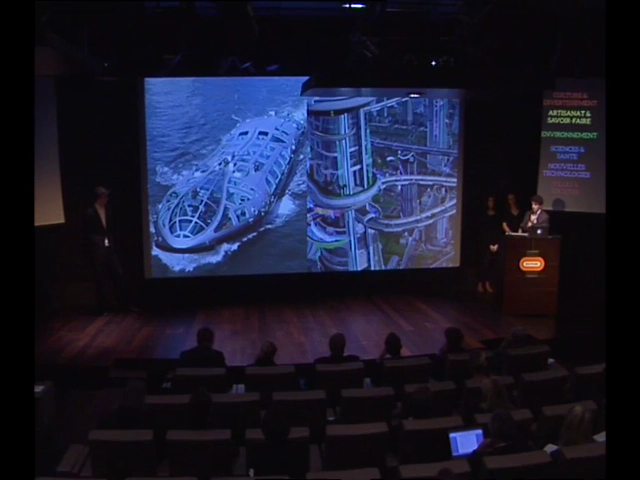 CULTURE &
DIVERTISSEMENT
ARTISANAT &
SAVOIR-FAIRE
ENVIRONNEMENT
SCIENCES &
SANTÉ
NOUVELLES
TECHNOLOGIES